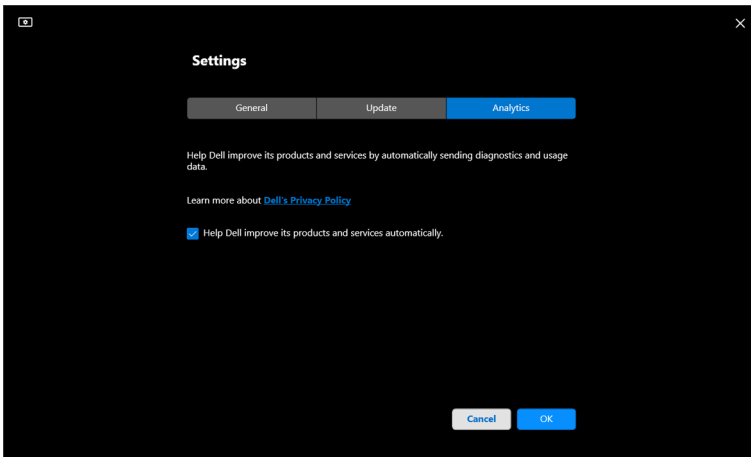 Settings
General
Update
Analytics
Help Dell improve its products and services by automatically sending diagnostics and usage
data.
Learn more about Dell's Privacy Policy
Help Dell improve its products and services automatically.
Cancel
OK